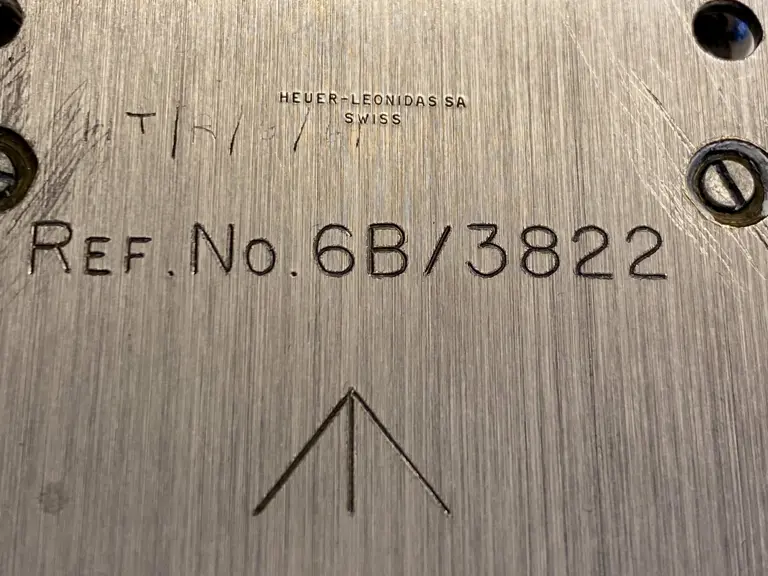 HEUER-LEONIDAS SA
SWISS
REF. No. 6B/3822